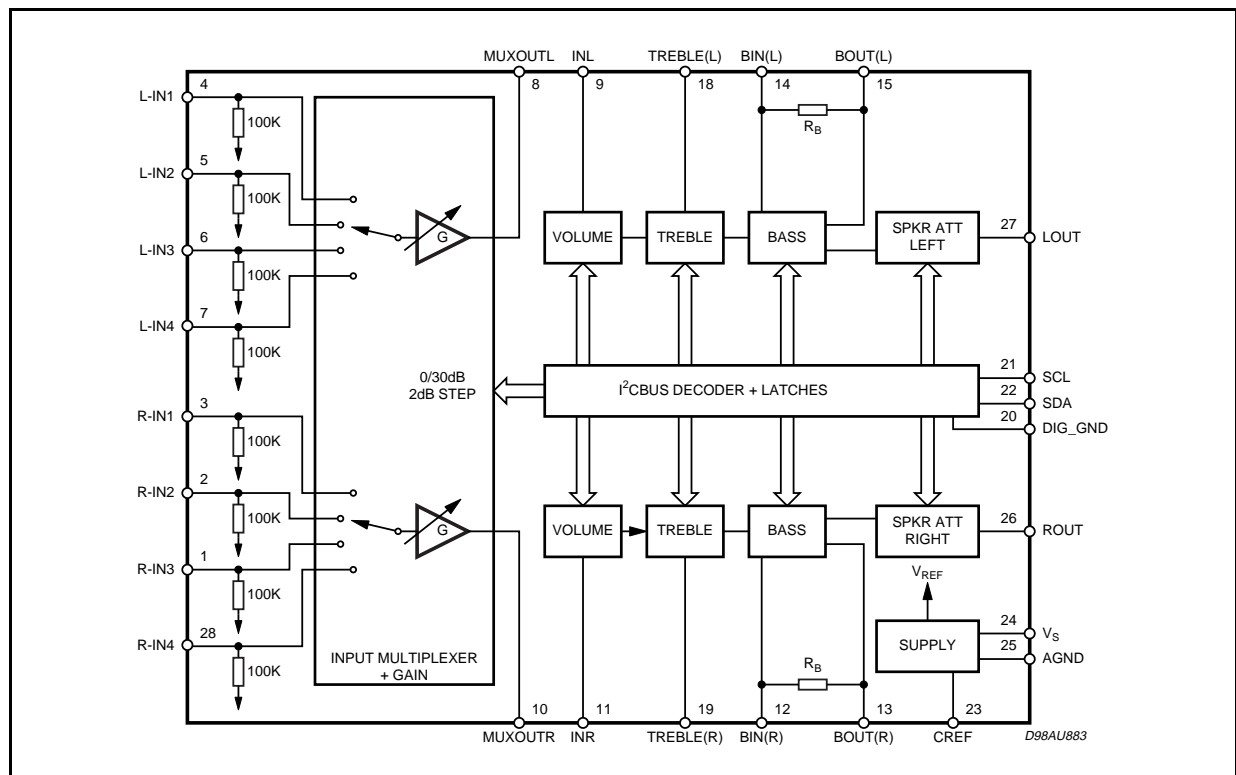 MUXOUTL INL TREBLE(L) BIN(L) BOUT(L)
8 9 18 14 15
L-IN1 4
100K
R_B
L-IN2 5
100K
G
VOLUME TREBLE BASS SPKR ATT LEFT 27 LOUT
L-IN3 6
100K
L-IN4 7
100K
0/30dB
2dB STEP
I²CBUS DECODER + LATCHES
21 SCL
22 SDA
20 DIG_GND
R-IN1 3
100K
R-IN2 2
100K
G
VOLUME TREBLE BASS SPKR ATT RIGHT 26 ROUT
R-IN3 1
100K
V_REF
R-IN4 28
100K
SUPPLY
24 V_S
25 AGND
INPUT MULTIPLEXER
+ GAIN
R_B
10 11 19 12 13 23
MUXOUTR INR TREBLE(R) BIN(R) BOUT(R) CREF
D98AU883